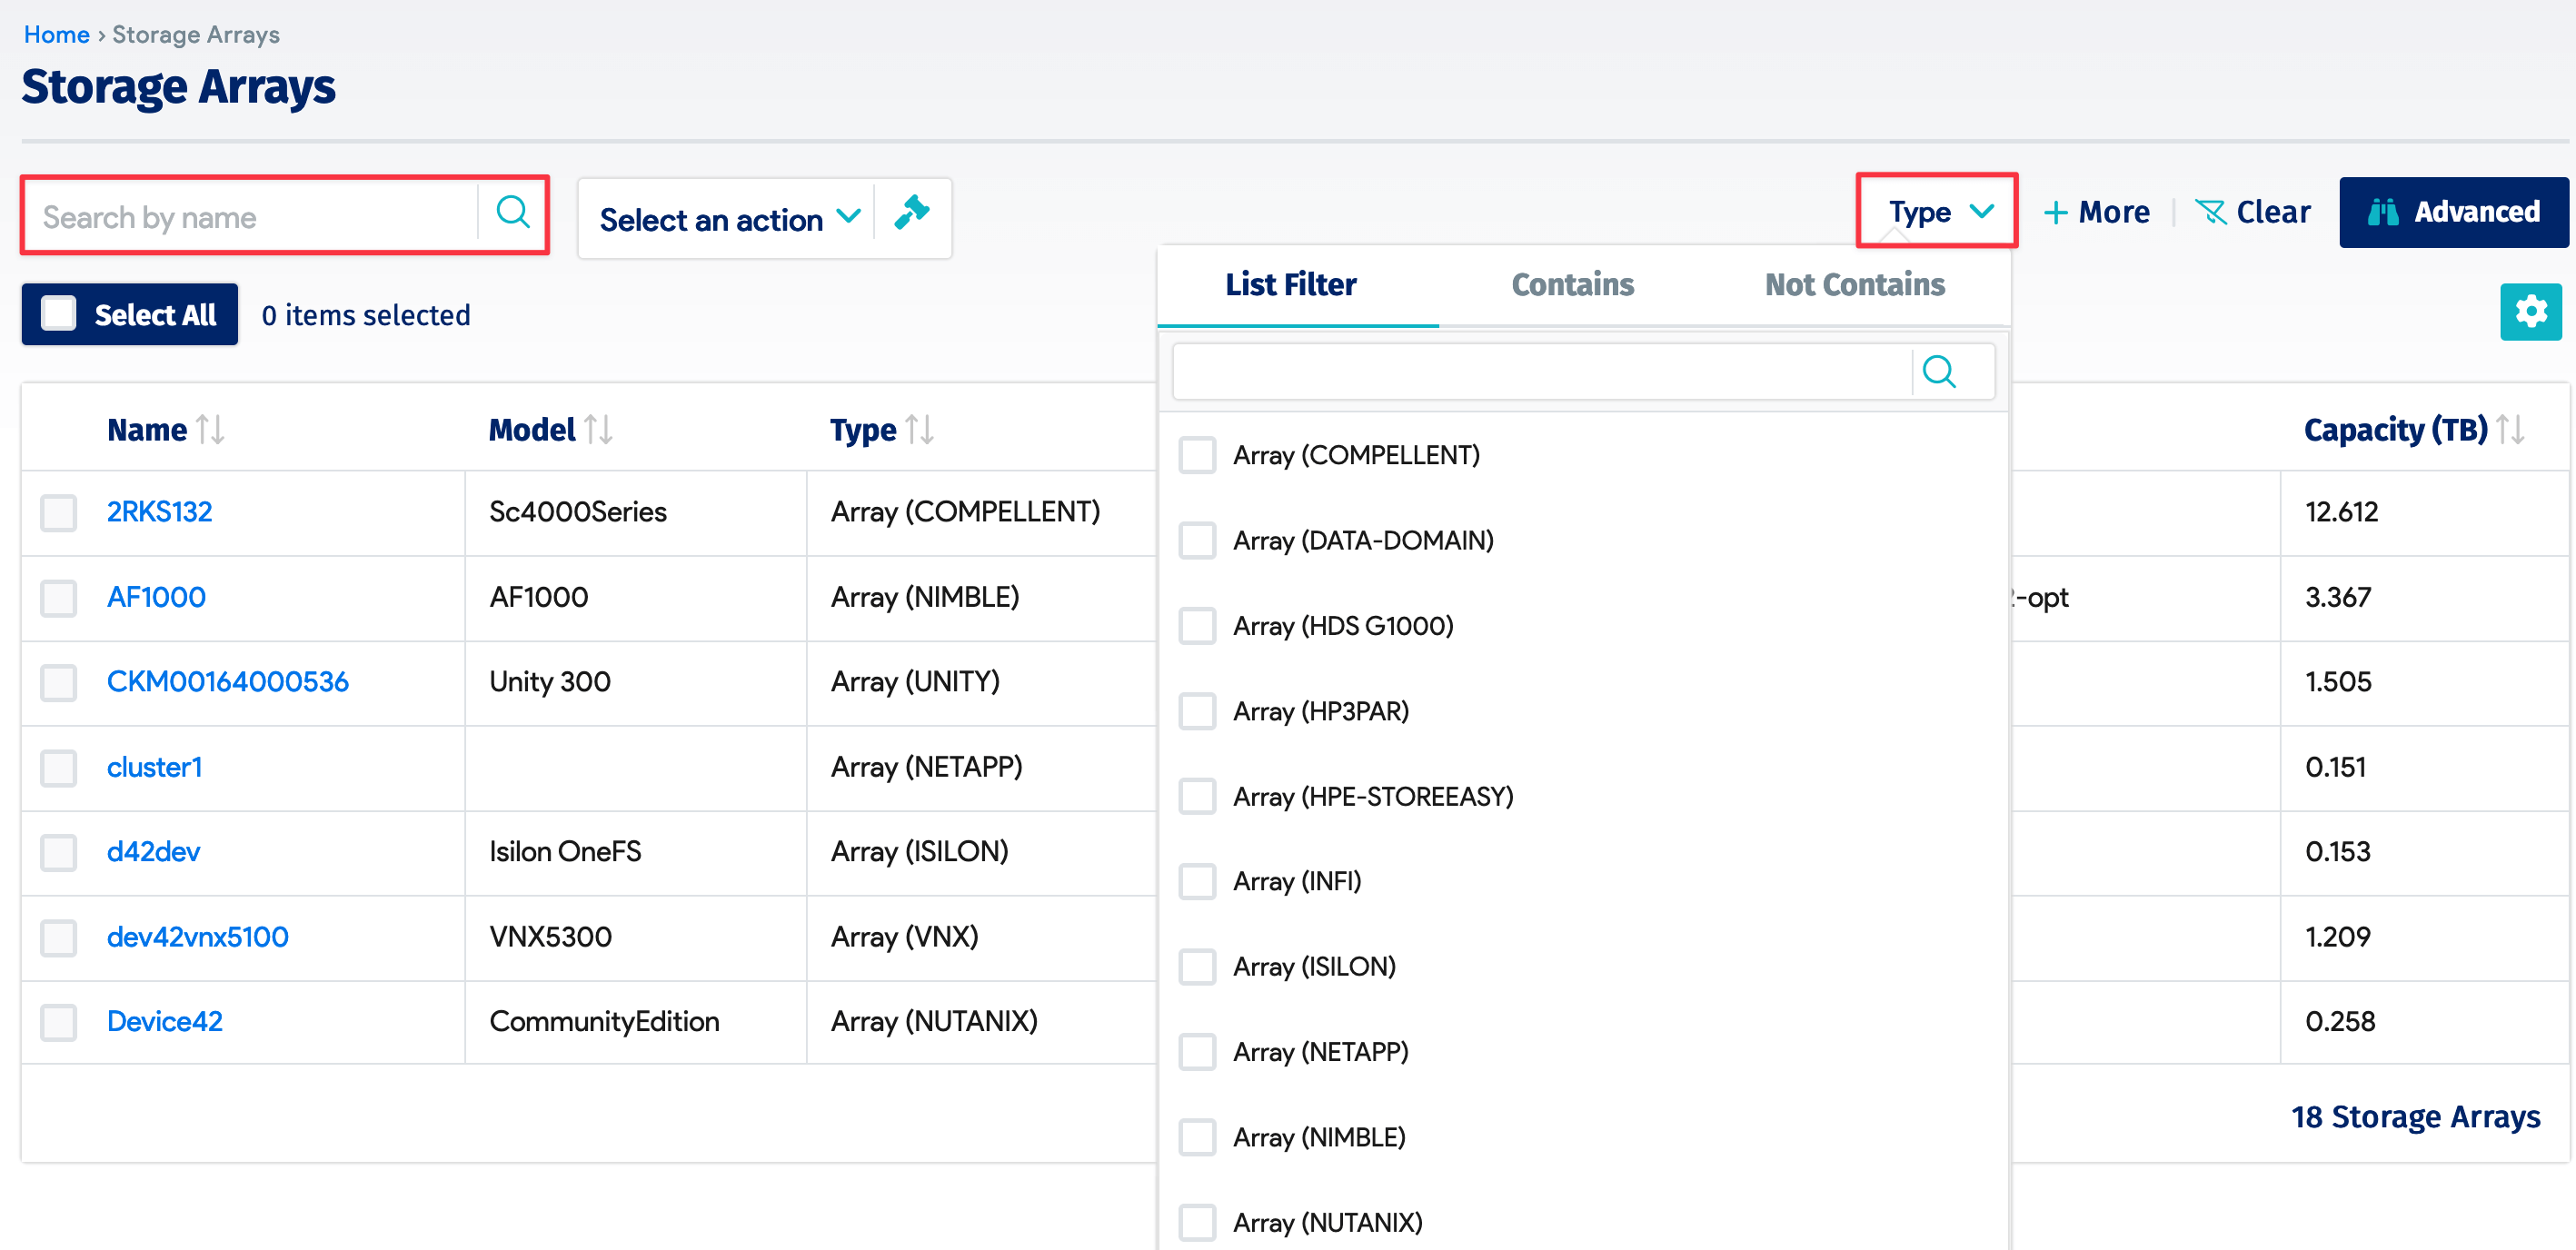 Home › Storage Arrays
Storage Arrays
Search by name
Select an action
Type
+ More
Clear
Advanced
Select All
0 items selected
List Filter
Contains
Not Contains
Name
Model
Type
Capacity (TB)
2RKS132 Sc4000Series Array (COMPELLENT) 12.612
AF1000 AF1000 Array (NIMBLE) -opt 3.367
CKM00164000536 Unity 300 Array (UNITY) 1.505
cluster1 Array (NETAPP) 0.151
d42dev Isilon OneFS Array (ISILON) 0.153
dev42vnx5100 VNX5300 Array (VNX) 1.209
Device42 CommunityEdition Array (NUTANIX) 0.258
Array (COMPELLENT)
Array (DATA-DOMAIN)
Array (HDS G1000)
Array (HP3PAR)
Array (HPE-STOREEASY)
Array (INFI)
Array (ISILON)
Array (NETAPP)
Array (NIMBLE)
Array (NUTANIX)
18 Storage Arrays